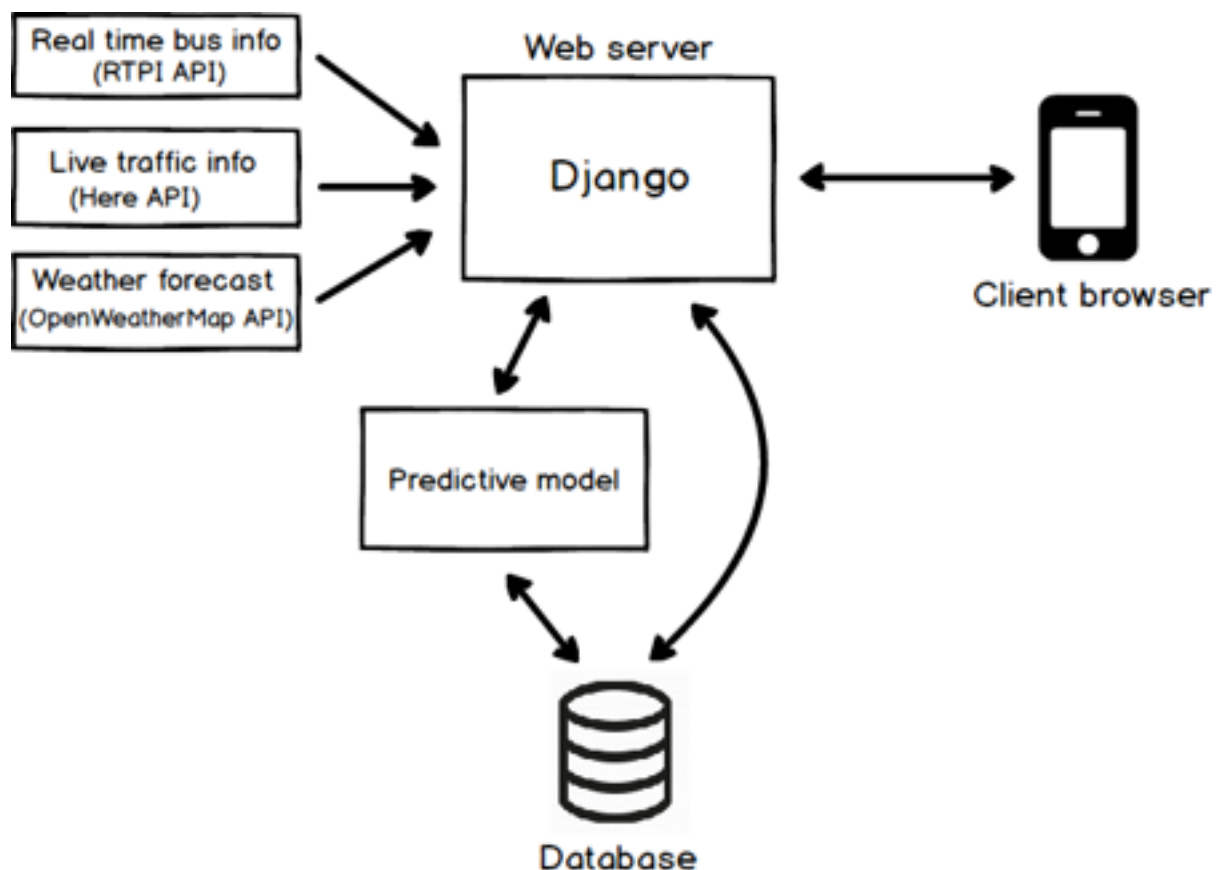 Real time bus info
(RTPI API)
Live traffic info
(Here API)
Weather forecast
(OpenWeatherMap API)
Web server
Django
Client browser
Predictive model
Database